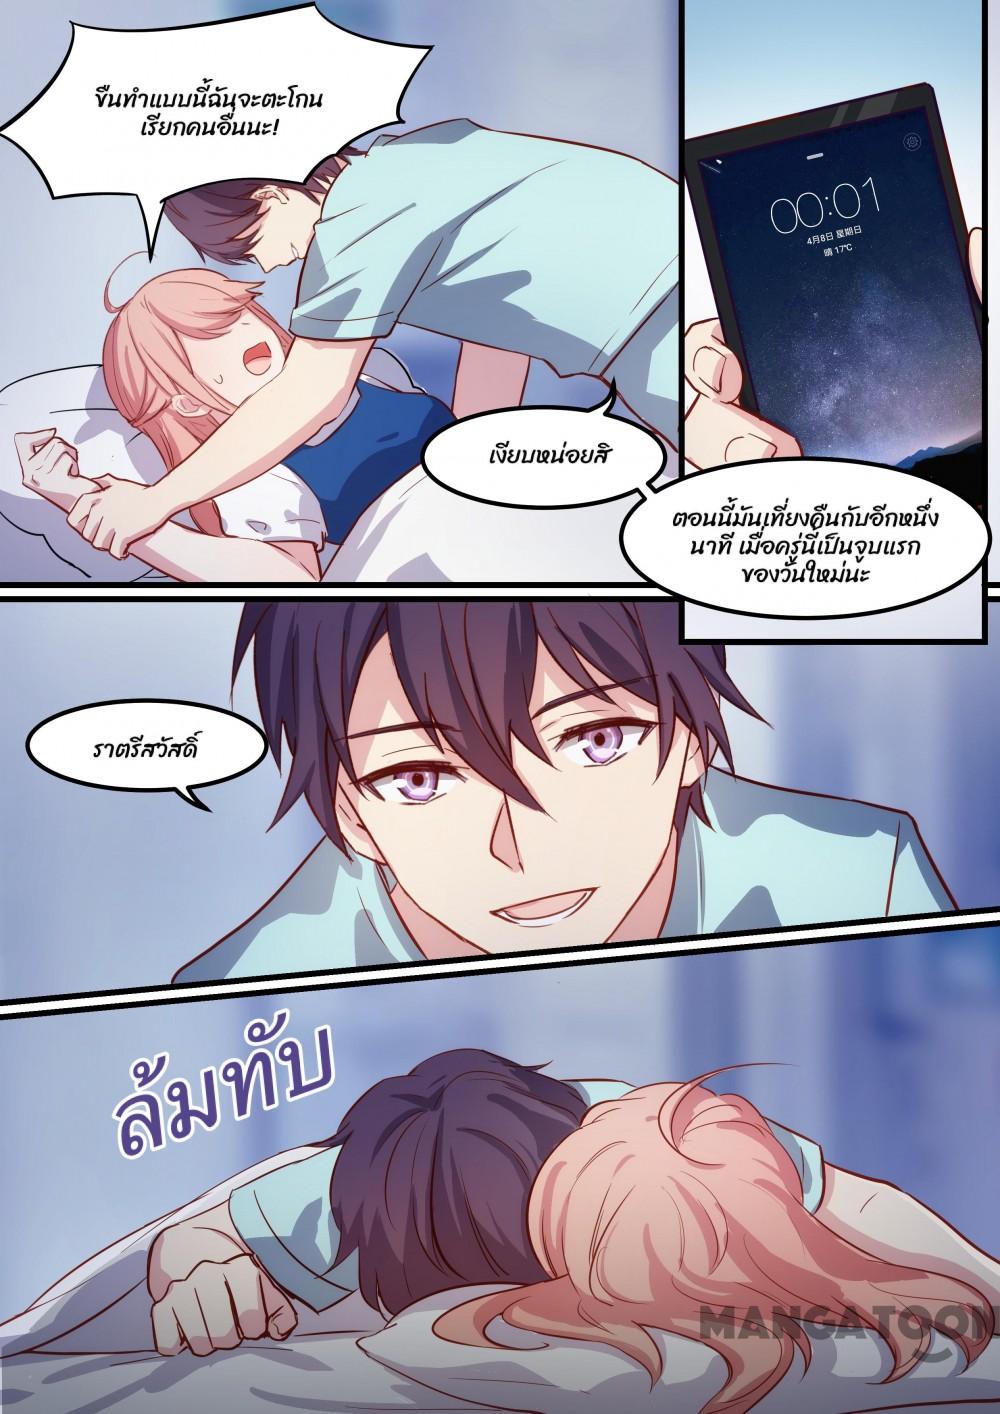 ขืนทำแบบนี้ฉันจะตะโกน
เรียกคนอื่นนะ!
00:01
4月8日 星期日
晴 17℃
เงียบหน่อยสิ
ตอนนี้มันเที่ยงคืนกับอีกหนึ่ง
นาที เมื่อครู่นี้เป็นจูบแรก
ของวันใหม่นะ
ราตรีสวัสดิ์
ล้มทับ
MANGATOON